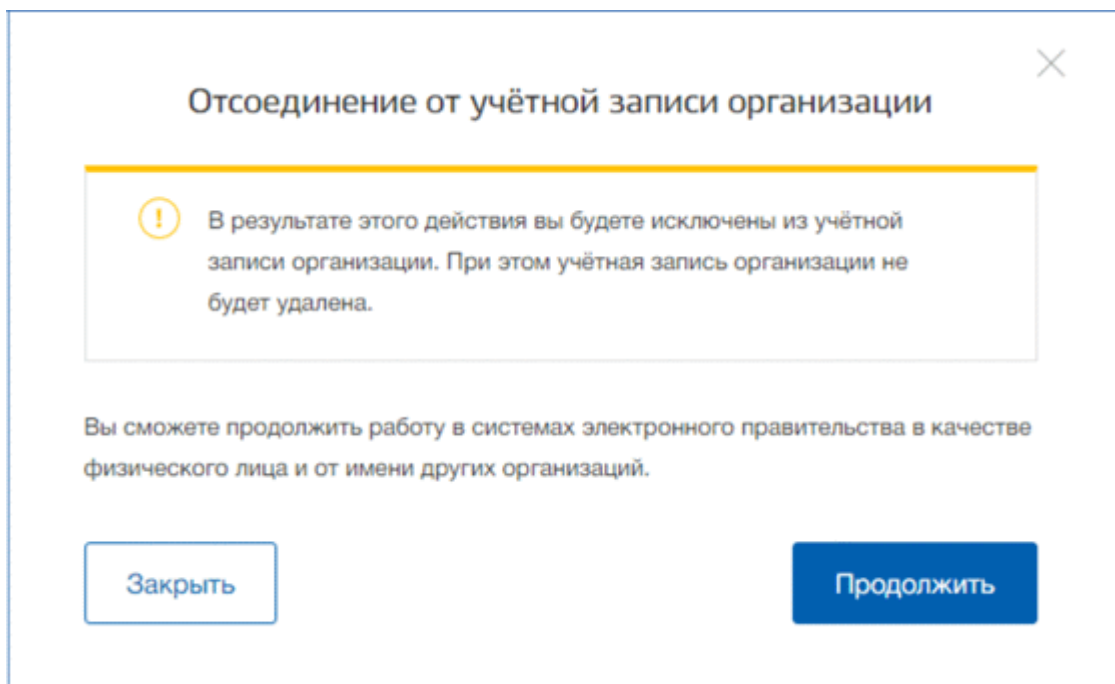 Отсоединение от учётной записи организации
В результате этого действия вы будете исключены из учётной
записи организации. При этом учётная запись организации не
будет удалена.
Вы сможете продолжить работу в системах электронного правительства в качестве
физического лица и от имени других организаций.
Закрыть
Продолжить